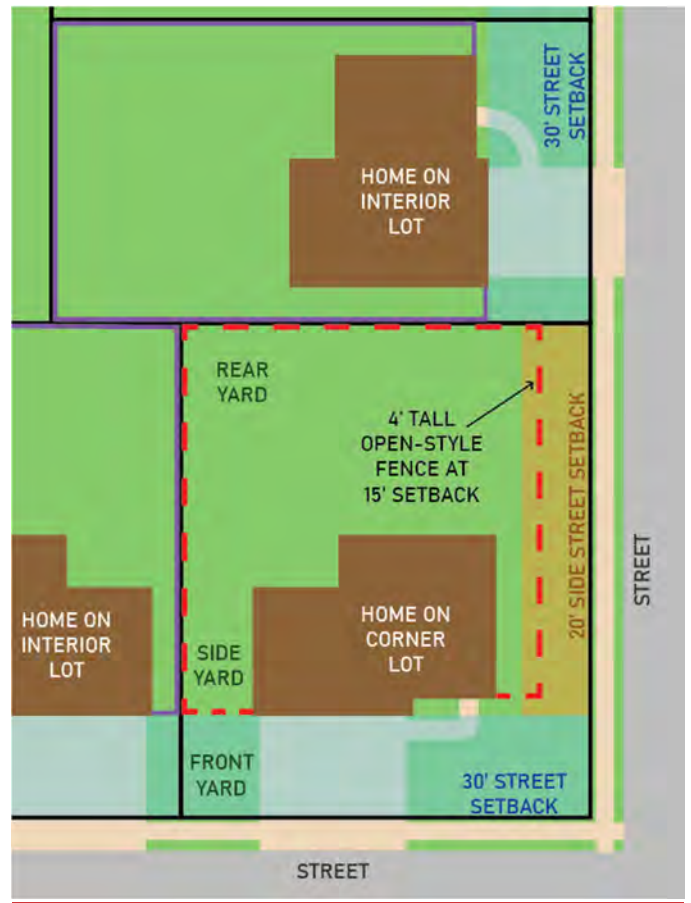 30' STREET
SETBACK
HOME ON
INTERIOR
LOT
REAR
YARD
4' TALL
OPEN-STYLE
FENCE AT
15' SETBACK
20' SIDE STREET SETBACK
STREET
HOME ON
INTERIOR
LOT
SIDE
YARD
HOME ON
CORNER
LOT
FRONT
YARD
30' STREET
SETBACK
STREET